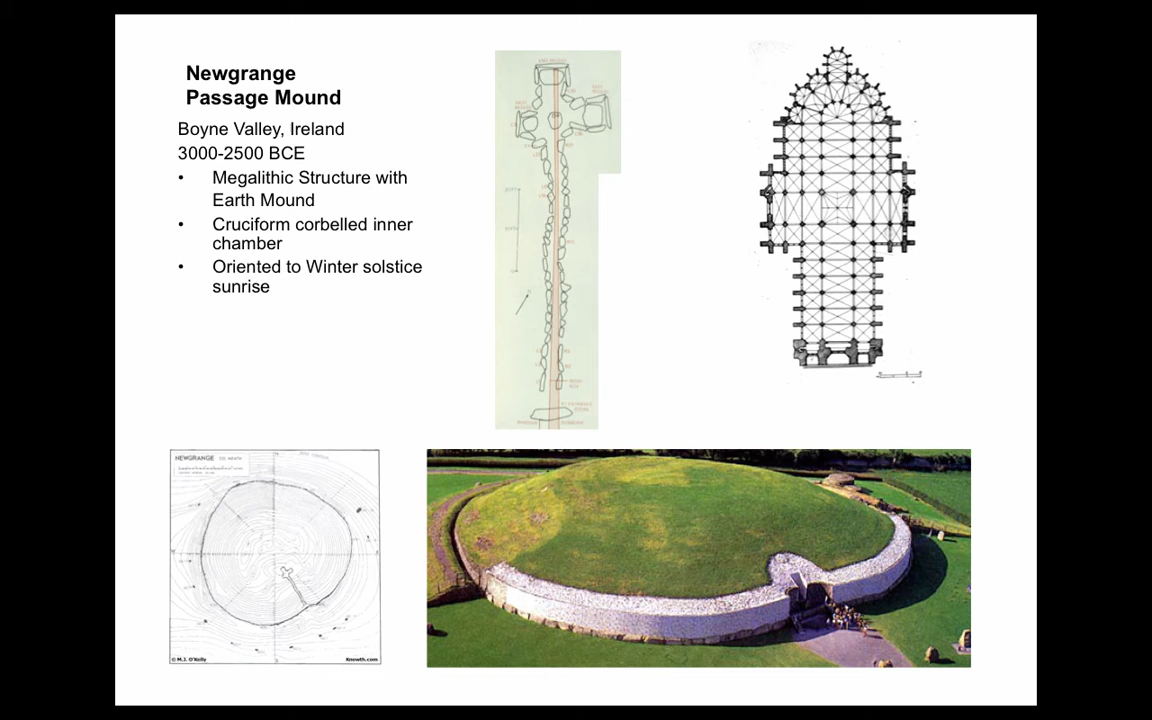 Newgrange
Passage Mound
Boyne Valley, Ireland
3000-2500 BCE
• Megalithic Structure with
Earth Mound
• Cruciform corbelled inner
chamber
• Oriented to Winter solstice
sunrise
NEWGRANGE
© M.J. O'Kelly
Knowth.com